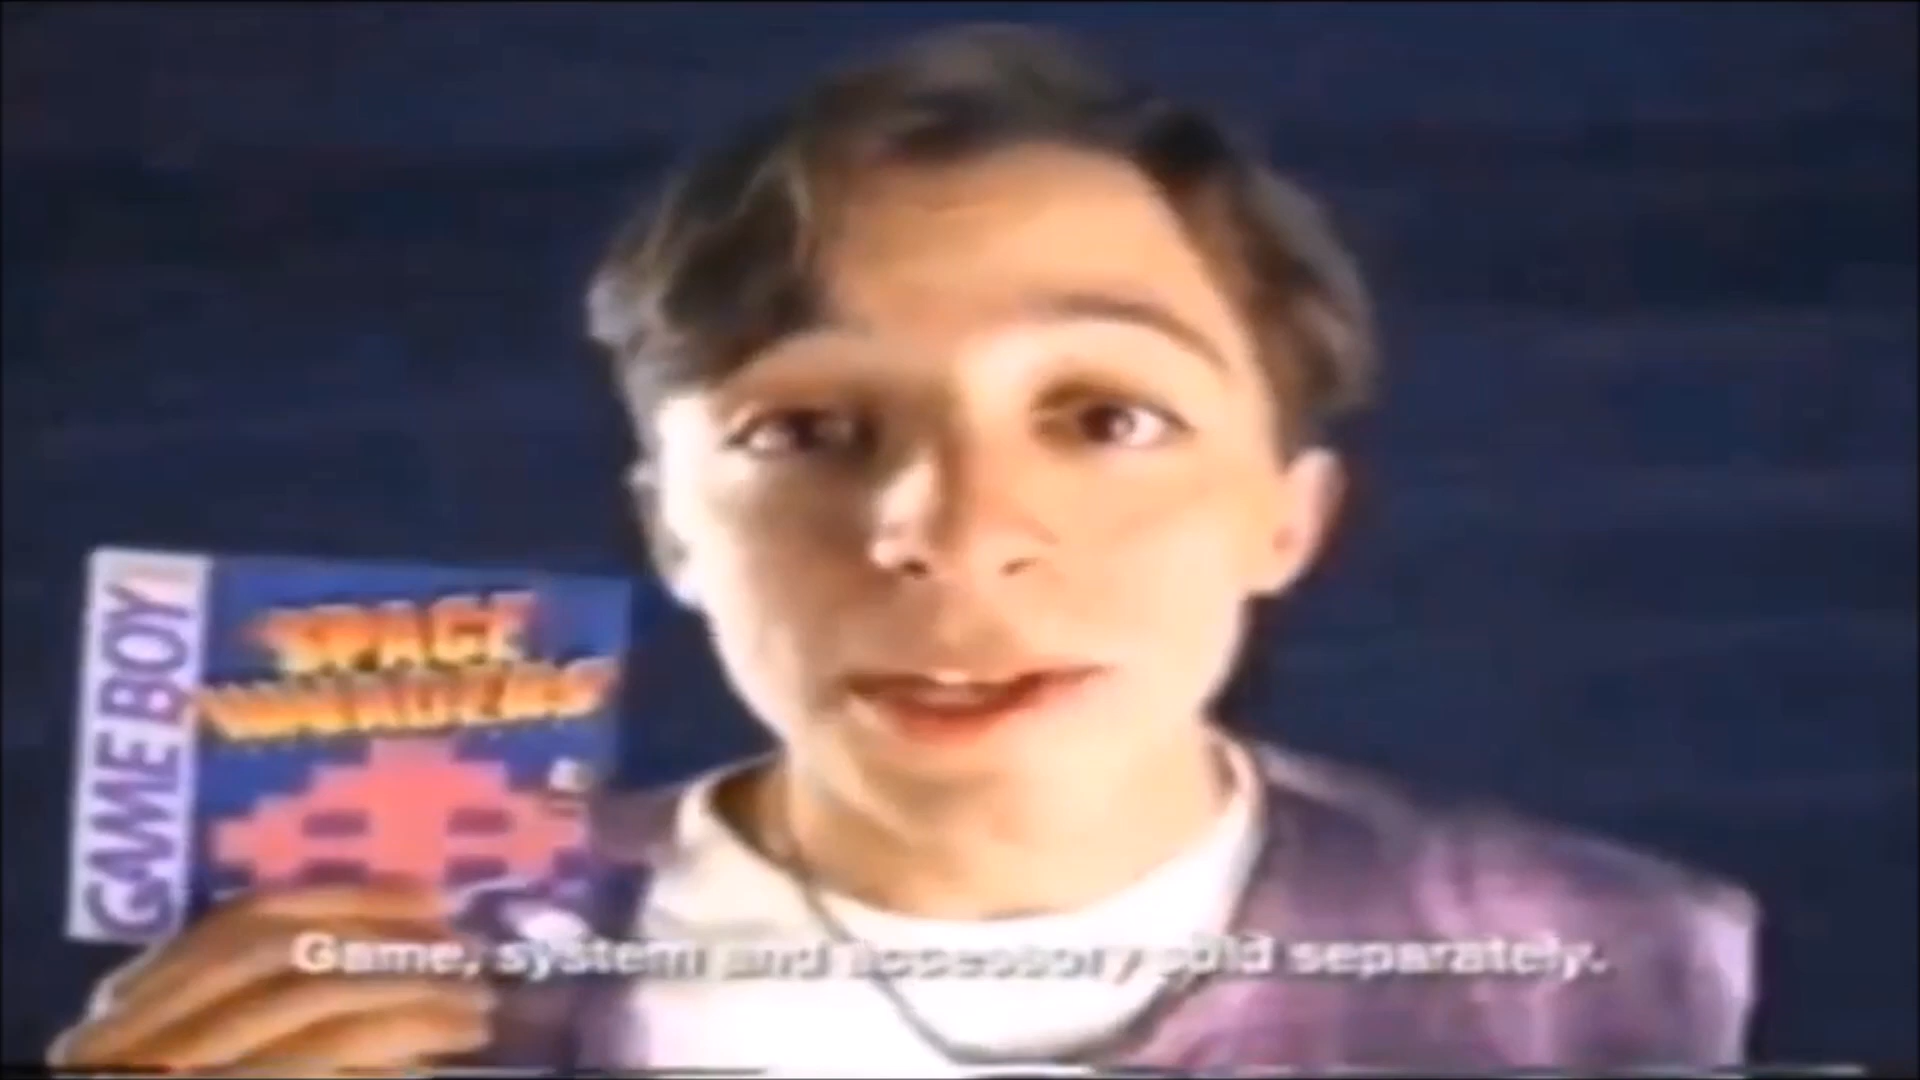 GAME BOY
SPACE
INVADERS
Game, system and accessory sold separately.